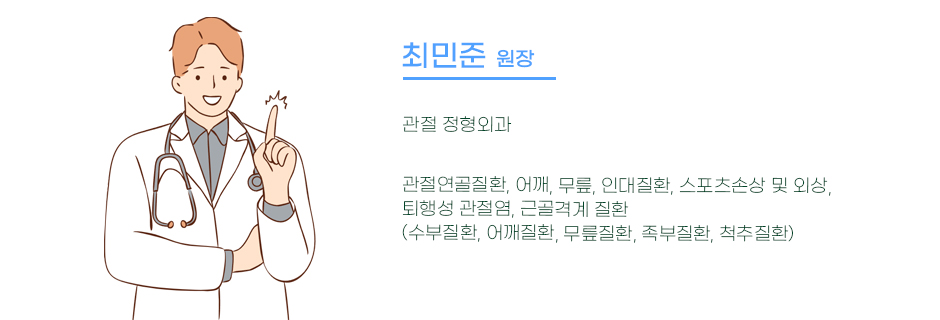 최민준 원장
관절 정형외과
관절연골질환, 어깨, 무릎, 인대질환, 스포츠손상 및 외상,
퇴행성 관절염, 근골격계 질환
(수부질환, 어깨질환, 무릎질환, 족부질환, 척추질환)